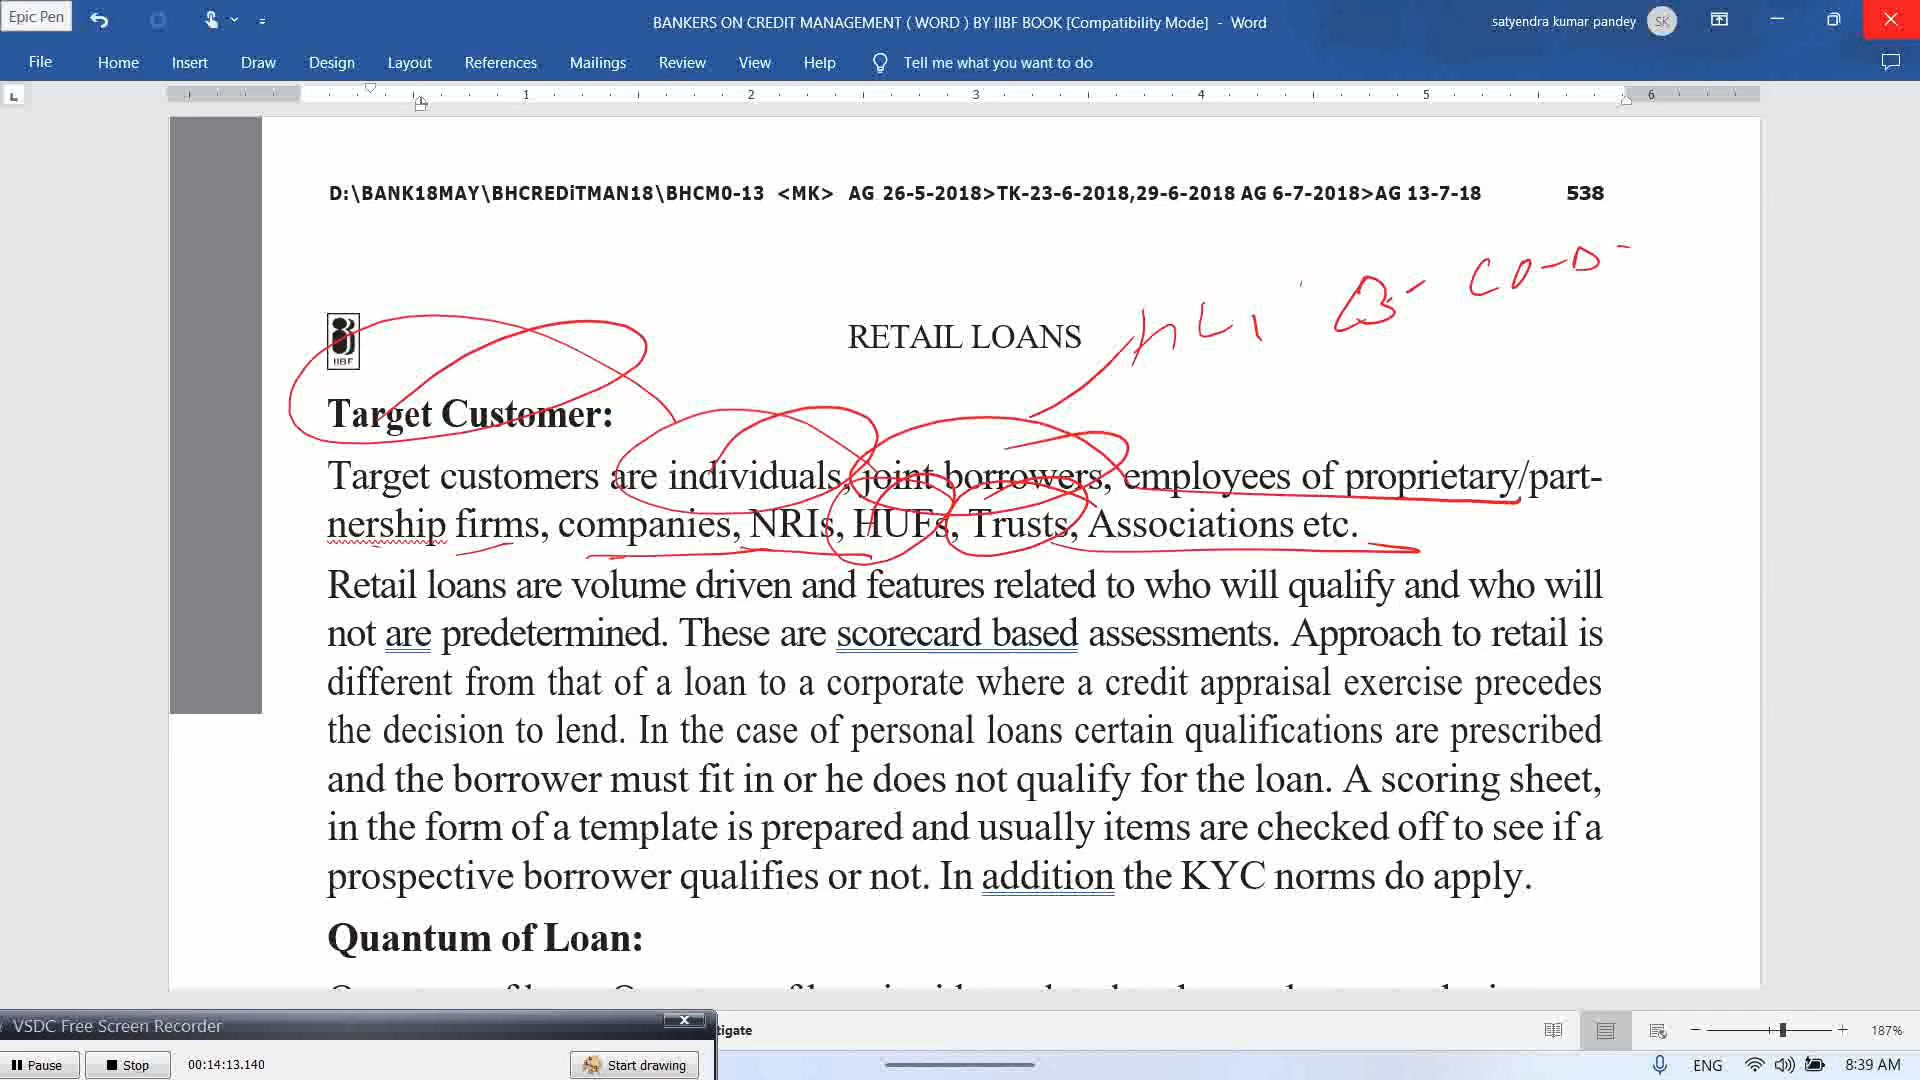 Epic Pen
BANKERS ON CREDIT MANAGEMENT ( WORD ) BY IIBF BOOK [Compatibility Mode] - Word
satyendra kumar pandey
SK
File Home Insert Draw Design Layout References Mailings Review View Help Tell me what you want to do
1 2 3 4 5 6
D:\BANK18MAY\BHCREDiTMAN18\BHCM0-13 <MK> AG 26-5-2018>TK-23-6-2018,29-6-2018 AG 6-7-2018>AG 13-7-18 538
IIBF
RETAIL LOANS
Target Customer:
Target customers are individuals, joint borrowers, employees of proprietary/part-
nership firms, companies, NRIs, HUFs, Trusts, Associations etc.
Retail loans are volume driven and features related to who will qualify and who will
not are predetermined. These are scorecard based assessments. Approach to retail is
different from that of a loan to a corporate where a credit appraisal exercise precedes
the decision to lend. In the case of personal loans certain qualifications are prescribed
and the borrower must fit in or he does not qualify for the loan. A scoring sheet,
in the form of a template is prepared and usually items are checked off to see if a
prospective borrower qualifies or not. In addition the KYC norms do apply.
Quantum of Loan:
VSDC Free Screen Recorder
tigate
187%
Pause Stop 00:14:13.140 Start drawing
ENG 8:39 AM